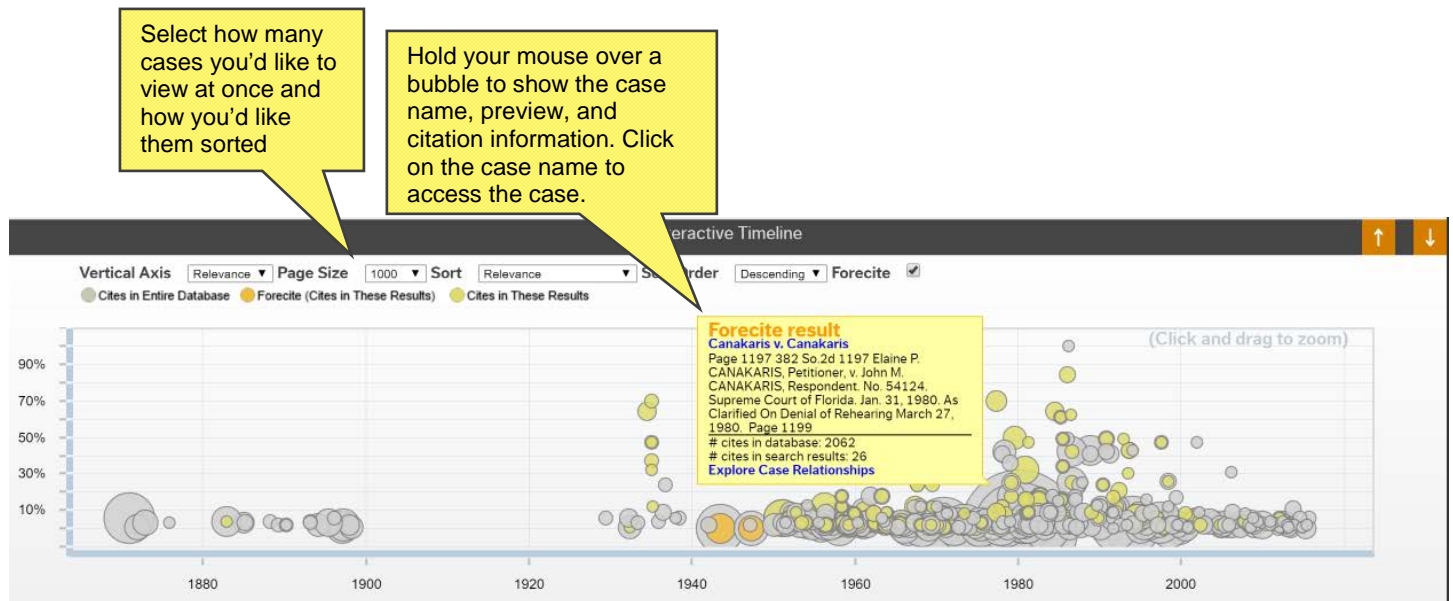 Select how many
cases you'd like to
view at once and
how you'd like
them sorted
Hold your mouse over a
bubble to show the case
name, preview, and
citation information. Click
on the case name to
access the case.
eractive Timeline
↑ ↓
Vertical Axis Relevance ▼ Page Size 1000 ▼ Sort Relevance ▼ Order Descending ▼ Forecite
Cites in Entire Database Forecite (Cites in These Results) Cites in These Results
(Click and drag to zoom)
Forecite result
Canakaris v. Canakaris
Page 1197 382 So.2d 1197 Elaine P.
CANAKARIS, Petitioner, v. John M.
CANAKARIS, Respondent. No. 54124.
Supreme Court of Florida. Jan. 31, 1980. As
Clarified On Denial of Rehearing March 27,
1980. Page 1199
# cites in database: 2062
# cites in search results: 26
Explore Case Relationships
90%
70%
50%
30%
10%
1880 1900 1920 1940 1960 1980 2000